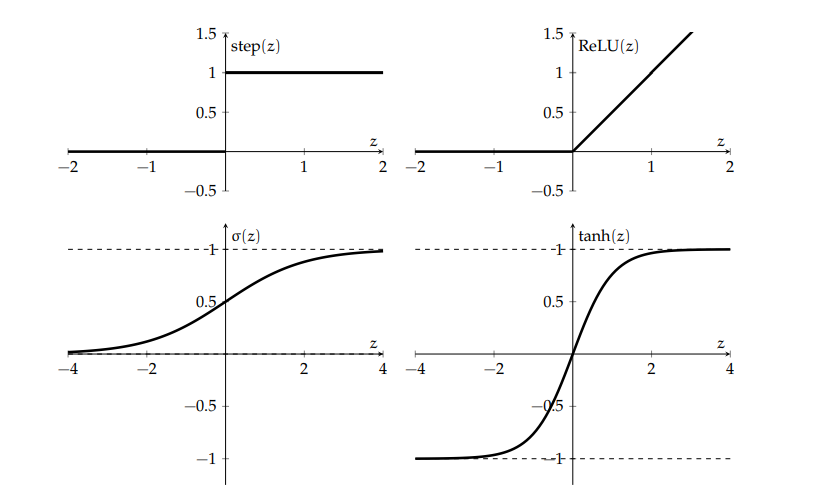 1.5 1.5
step(z) ReLU(z)
1 1
0.5 0.5
z z
−2 −1 1 2 −2 −1 1 2
−0.5 −0.5
σ(z) tanh(z)
1 1
0.5 0.5
z z
−4 −2 2 4 −4 −2 2 4
−0.5 −0.5
−1 −1